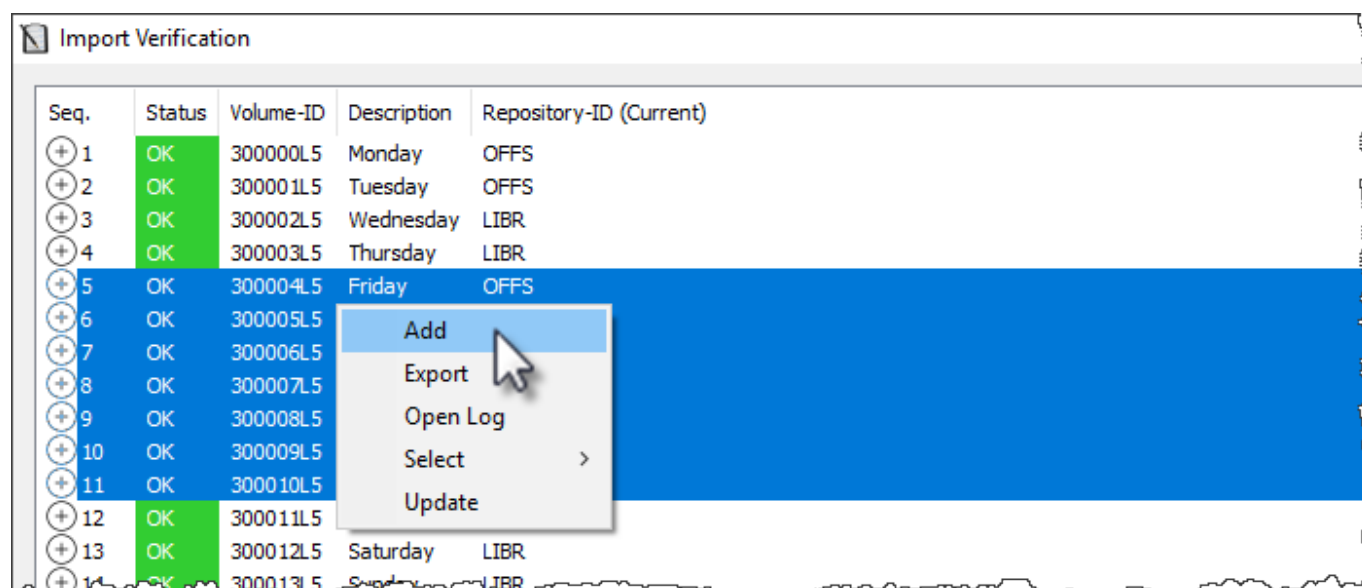 Import Verification
Seq. Status Volume-ID Description Repository-ID (Current)
1 OK 300000L5 Monday OFFS
2 OK 300001L5 Tuesday OFFS
3 OK 300002L5 Wednesday LIBR
4 OK 300003L5 Thursday LIBR
5 OK 300004L5 Friday OFFS
6 OK 300005L5 Add
7 OK 300006L5 Export
8 OK 300007L5 Open Log
9 OK 300008L5
10 OK 300009L5 Select
11 OK 300010L5 Update
12 OK 300011L5
13 OK 300012L5 Saturday LIBR
OK 300013L5 LIBR